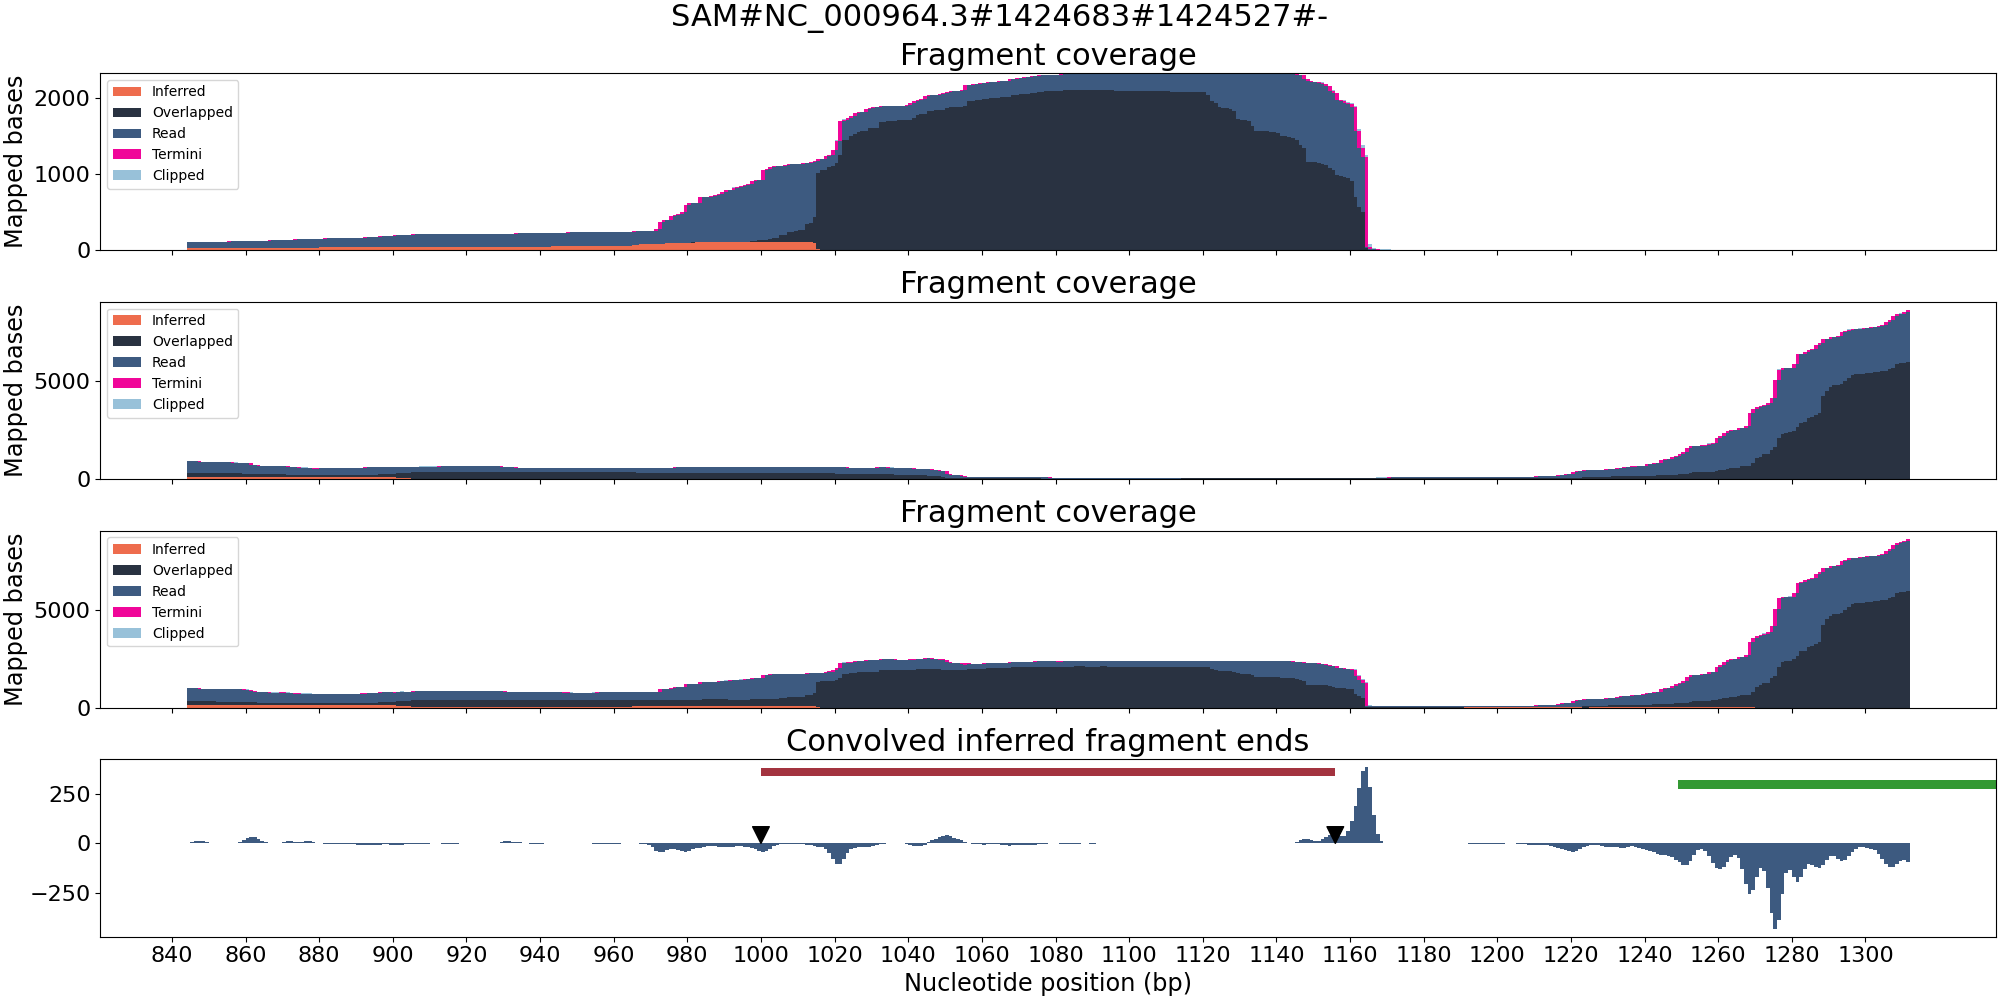 SAM#NC_000964.3#1424683#1424527#-
Fragment coverage
Mapped bases
2000
1000
0
Inferred
Overlapped
Read
Termini
Clipped
Fragment coverage
Mapped bases
5000
0
Inferred
Overlapped
Read
Termini
Clipped
Fragment coverage
Mapped bases
5000
0
Inferred
Overlapped
Read
Termini
Clipped
Convolved inferred fragment ends
250
0
−250
840 860 880 900 920 940 960 980 1000 1020 1040 1060 1080 1100 1120 1140 1160 1180 1200 1220 1240 1260 1280 1300
Nucleotide position (bp)